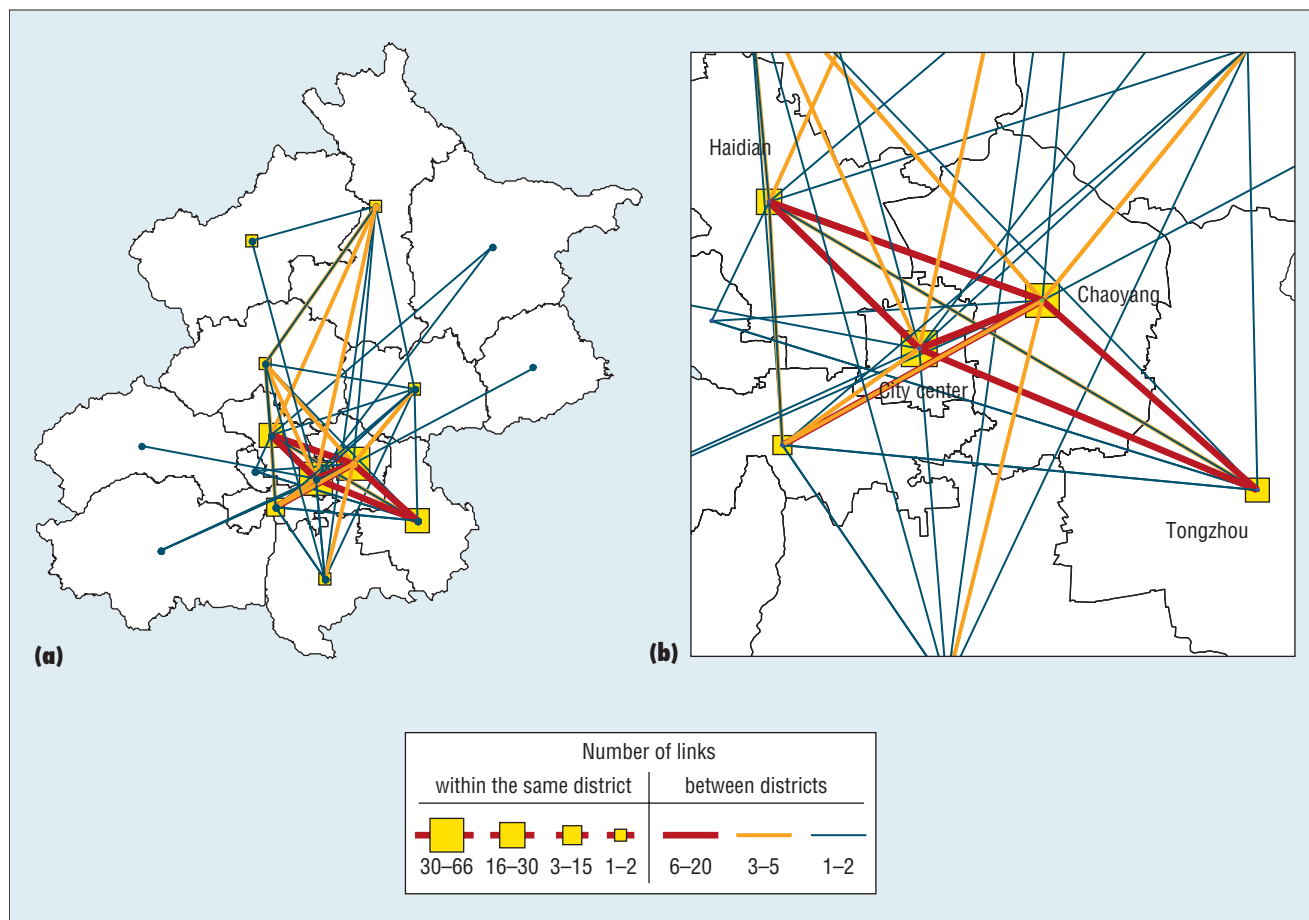 (a)
Haidian
Chaoyang
City center
Tongzhou
(b)
Number of links
within the same district between districts
30–66 16–30 3–15 1–2 6–20 3–5 1–2